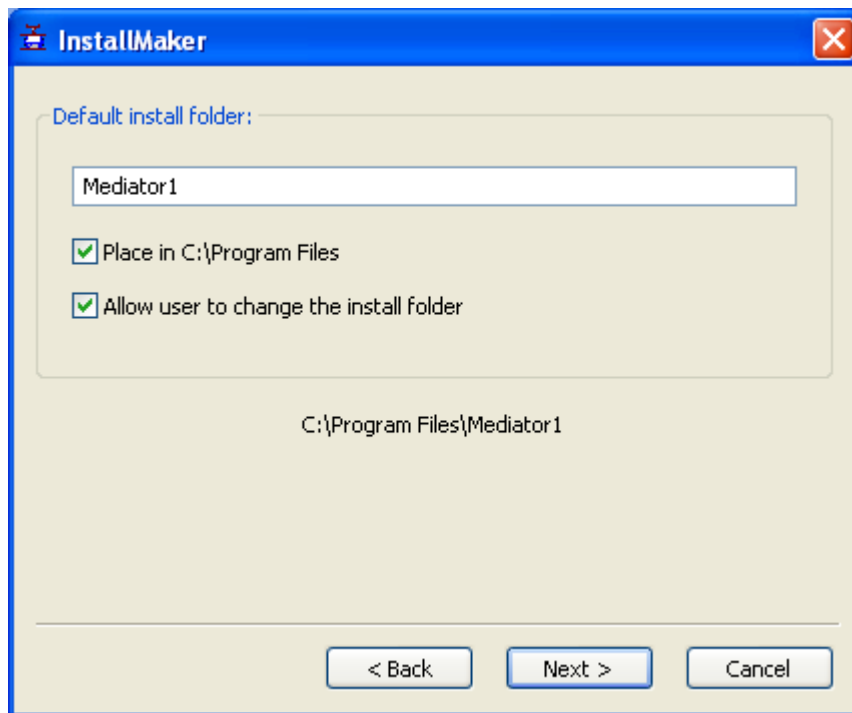 InstallMaker
Default install folder:
Mediator1
Place in C:\Program Files
Allow user to change the install folder
C:\Program Files\Mediator1
< Back
Next >
Cancel